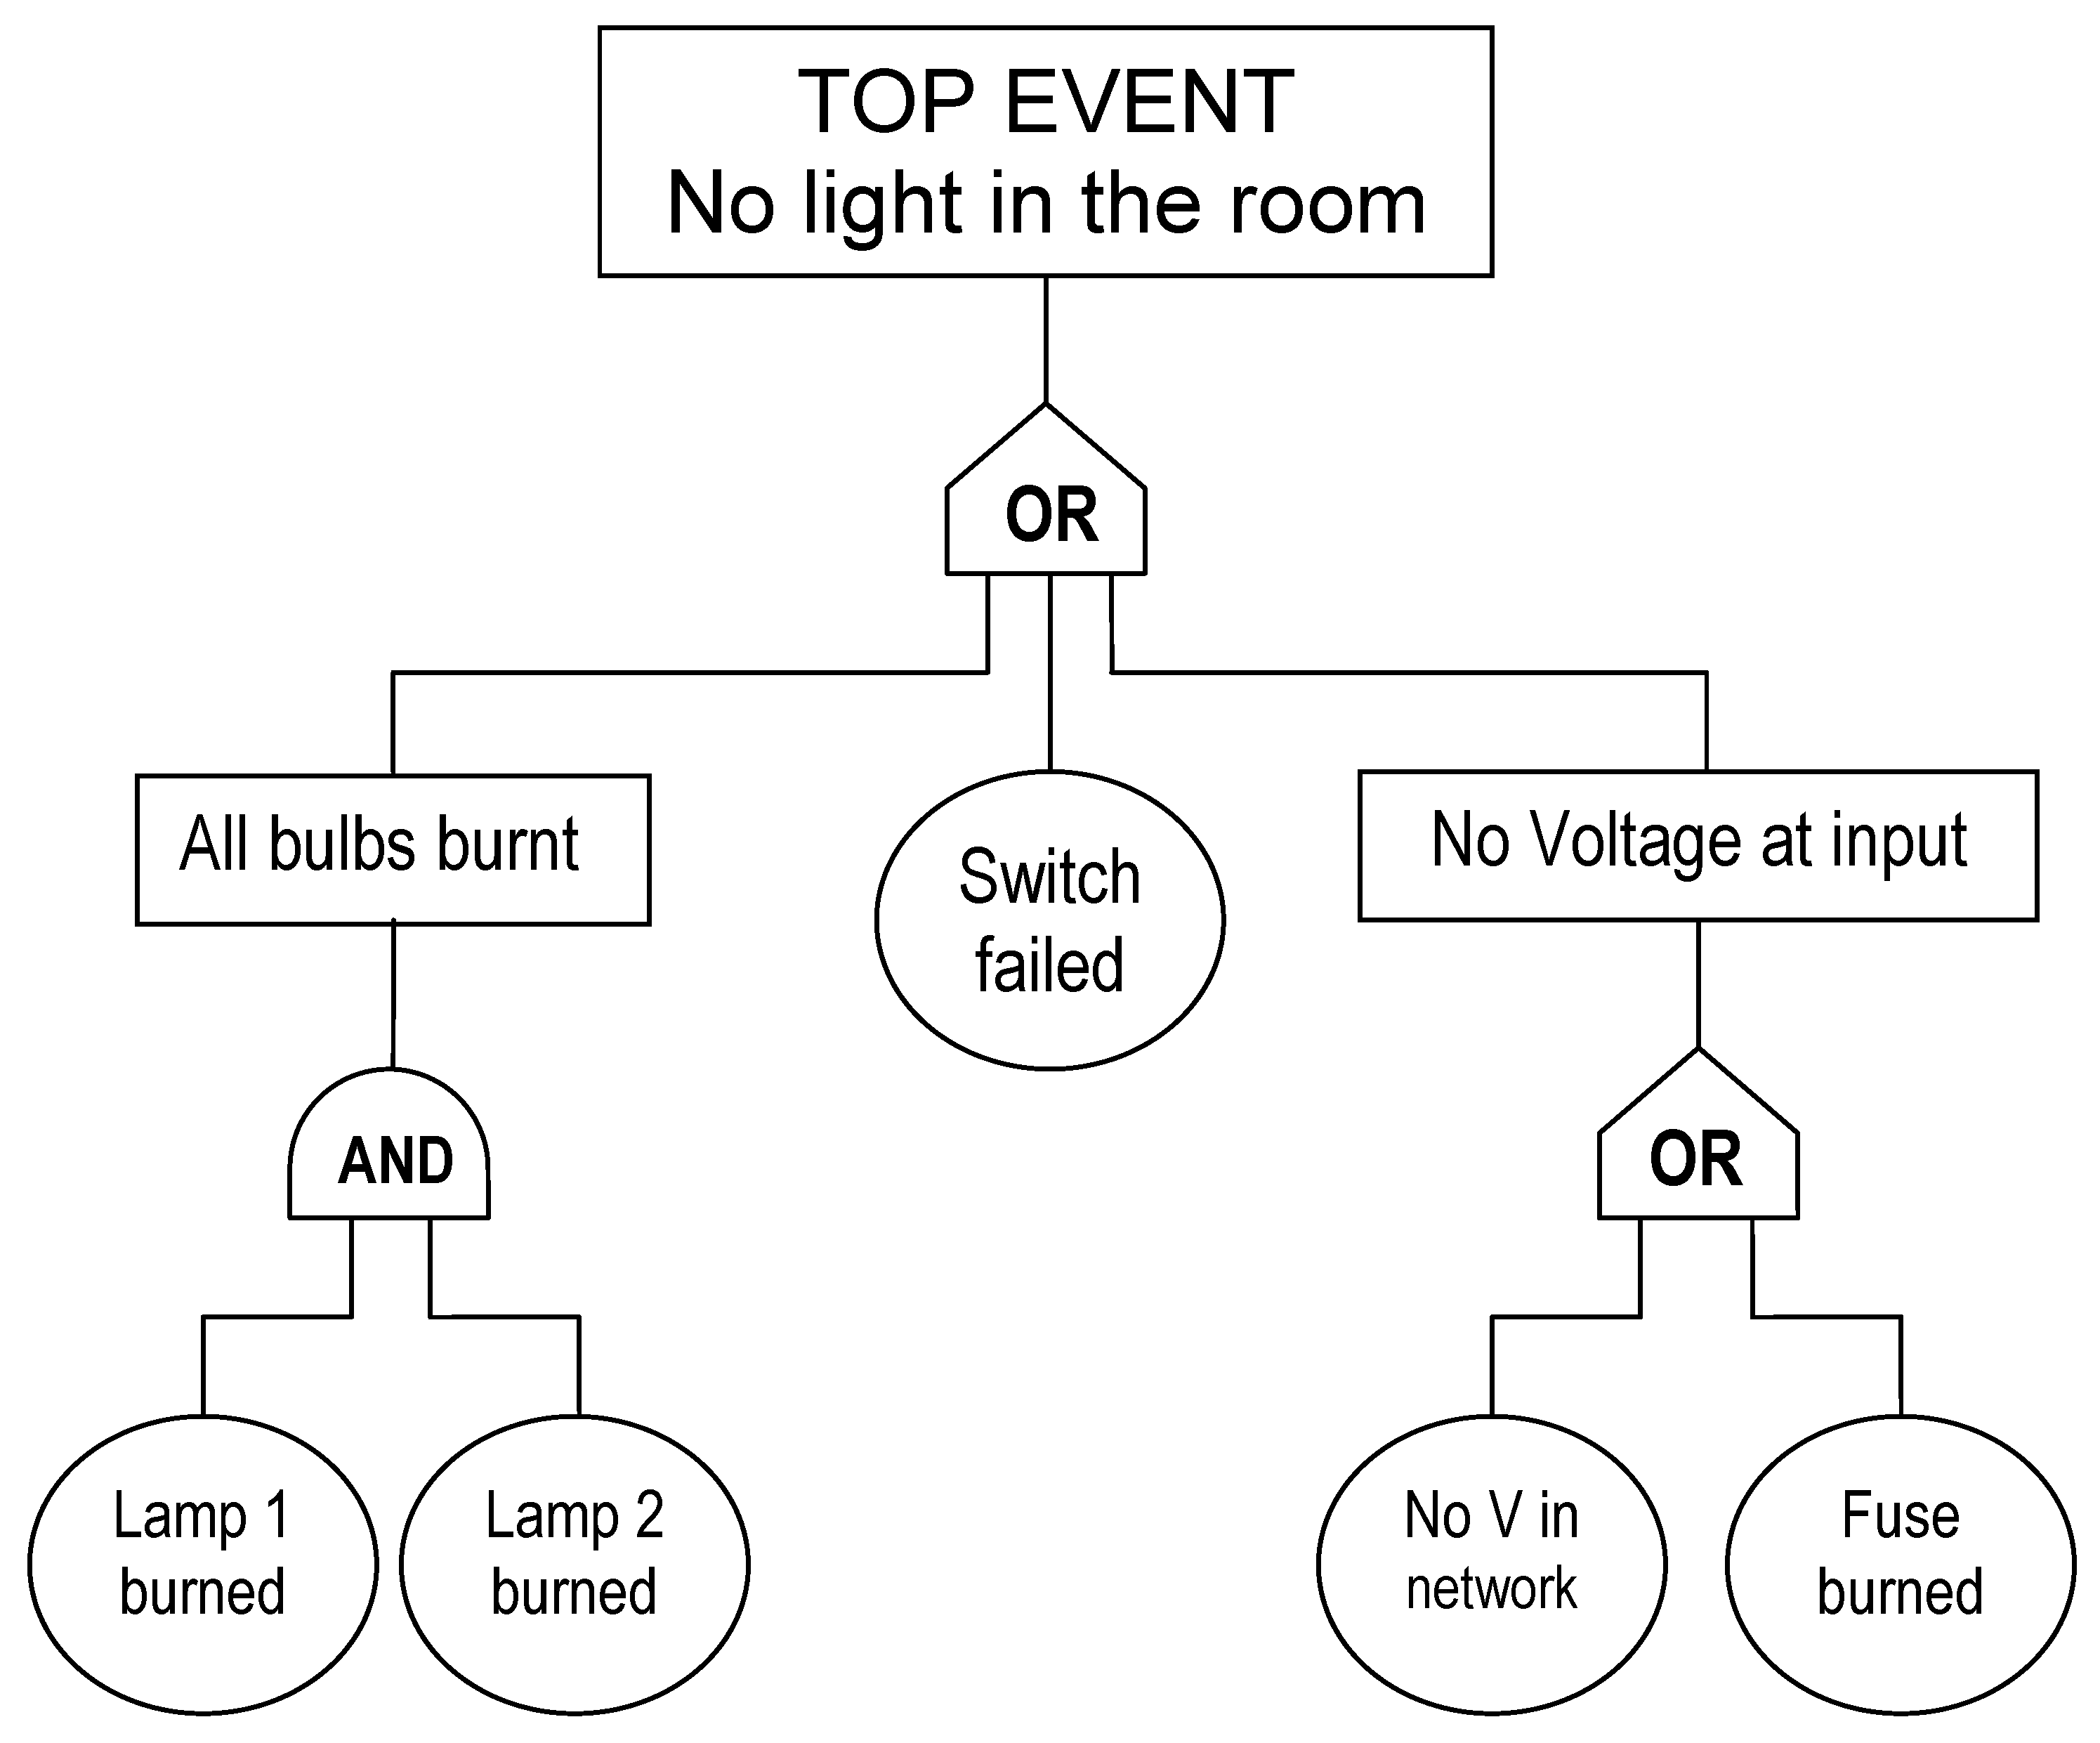 TOP EVENT
No light in the room
OR
All bulbs burnt
Switch
failed
No Voltage at input
AND
OR
Lamp 1
burned
Lamp 2
burned
No V in
network
Fuse
burned